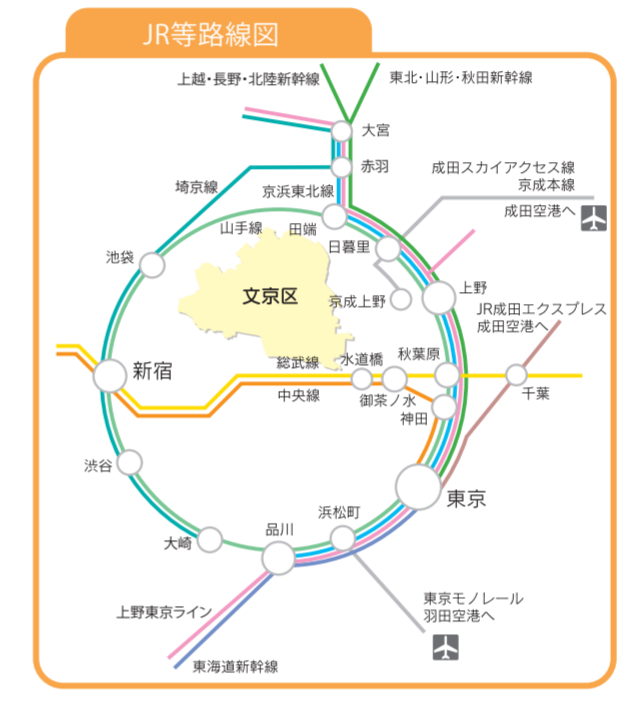 JR等路線図
上越・長野・北陸新幹線
東北・山形・秋田新幹線
大宮
赤羽
成田スカイアクセス線
京成本線
埼京線
京浜東北線
成田空港へ
山手線
田端
日暮里
池袋
文京区
京成上野
上野
JR成田エクスプレス
成田空港へ
新宿
総武線
水道橋
秋葉原
中央線
御茶ノ水
千葉
神田
渋谷
東京
浜松町
品川
大崎
上野東京ライン
東京モノレール
羽田空港へ
東海道新幹線